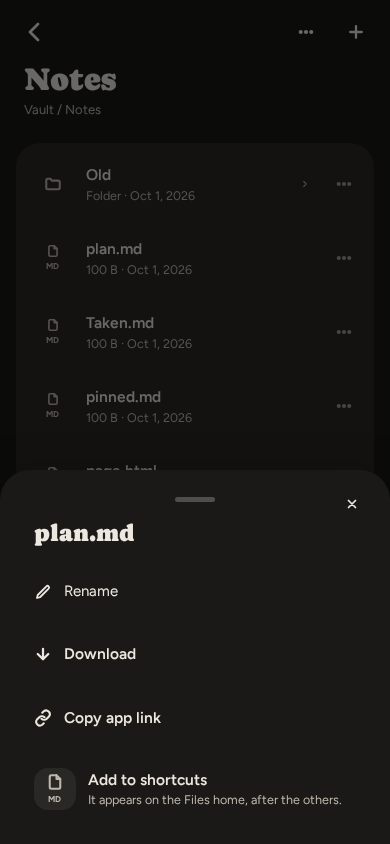 Notes
Vault / Notes
Old
Folder · Oct 1, 2026
plan.md
MD
100 B · Oct 1, 2026
Taken.md
MD
100 B · Oct 1, 2026
pinned.md
MD
100 B · Oct 1, 2026
page.html
plan.md
Rename
Download
Copy app link
Add to shortcuts
MD
It appears on the Files home, after the others.